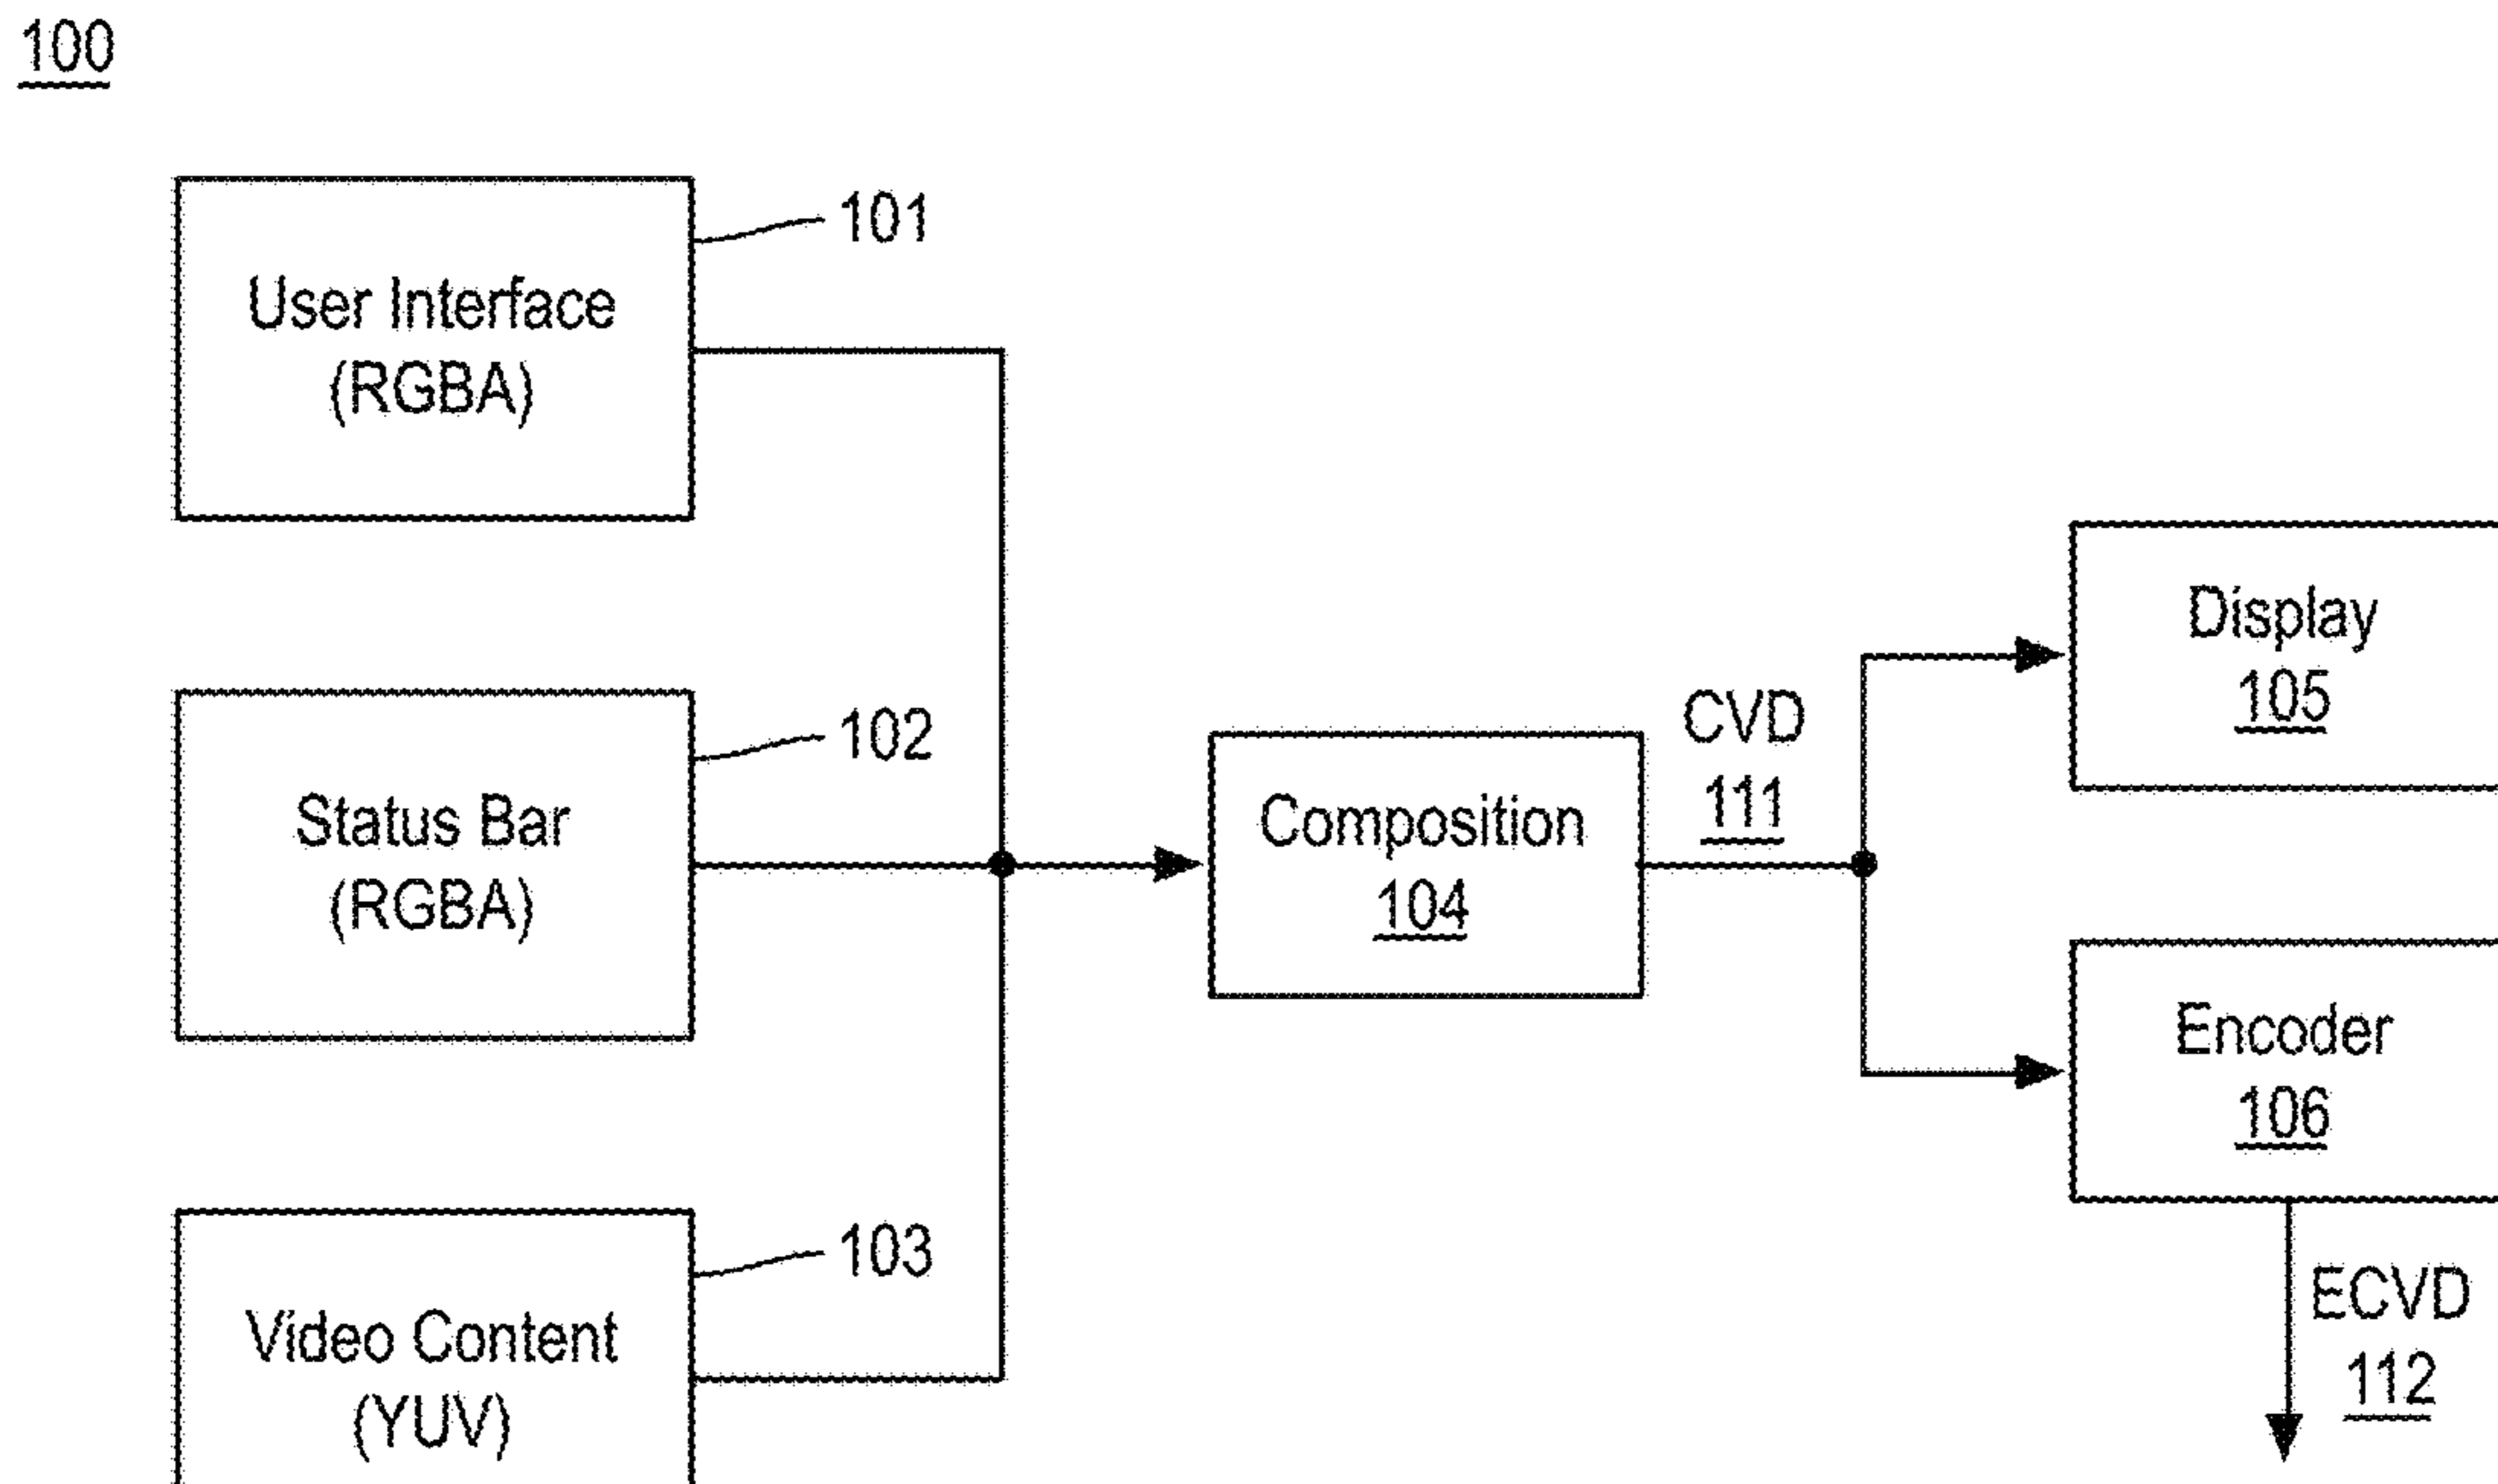 100
101
User Interface
(RGBA)
102
Status Bar
(RGBA)
103
Video Content
(YUV)
Composition
104
CVD
111
Display
105
Encoder
106
ECVD
112